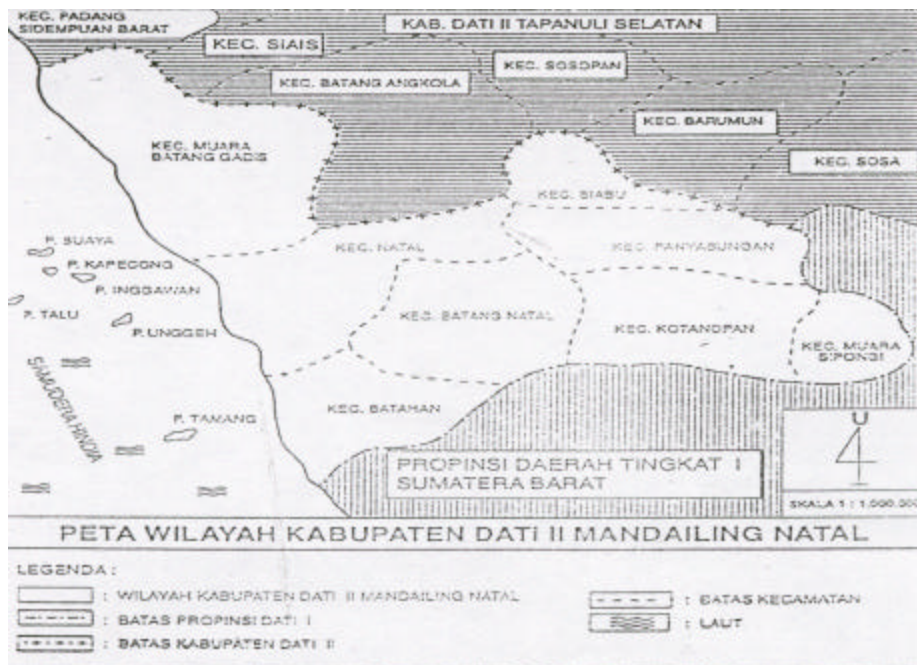 KEC. PADANG
SIDEMPUAN BARAT
KAB. DATI II TAPANULI SELATAN
KEC. SIAIS
KEC. SOSOPAN
KEC. BATANG ANGKOLA
KEC. BARUMUN
KEC. MUARA
BATANG GADIS
KEC. SOSA
KEC. SIABU
P. SUAYA
KEC. NATAL
KEC. PANYABUNGAN
P. KAPECONG
P. INGGAWAN
P. TALU
P. UNGGEH
KEC. BATANG NATAL
KEC. KOTANOPAN
KEC. MUARA
SIPONGI
SAMUDERA HINDIA
P. TAMANG
KEC. BATAHAN
U
PROPINSI DAERAH TINGKAT I
SUMATERA BARAT
SKALA 1 : 1.000.000
PETA WILAYAH KABUPATEN DATI II MANDAILING NATAL
LEGENDA :
: WILAYAH KABUPATEN DATI II MANDAILING NATAL
: BATAS PROPINSI DATI I
: BATAS KABUPATEN DATI II
: BATAS KECAMATAN
: LAUT